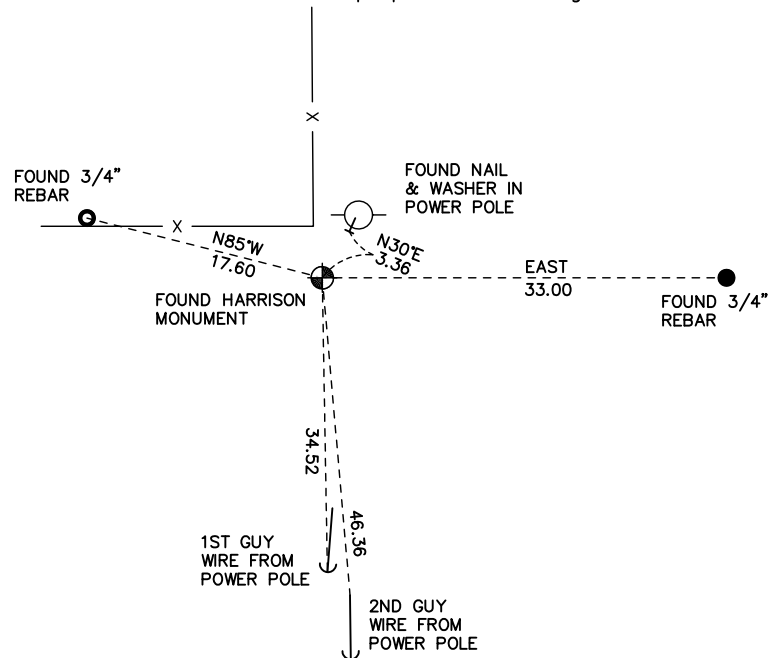 X
FOUND 3/4"
REBAR
FOUND NAIL
& WASHER IN
POWER POLE
X
N85°W
17.60
N30°E
3.36
EAST
33.00
FOUND HARRISON
MONUMENT
FOUND 3/4"
REBAR
34.52
46.36
1ST GUY
WIRE FROM
POWER POLE
2ND GUY
WIRE FROM
POWER POLE